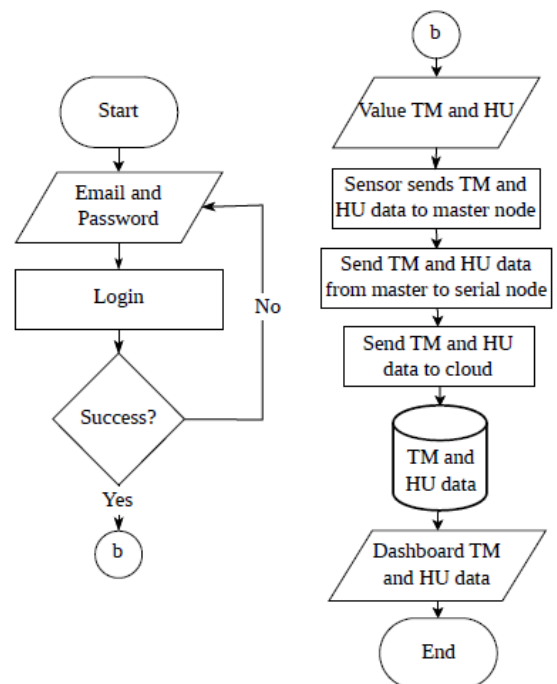 Start
Email and
Password
Login
No
Success?
Yes
b
b
Value TM and HU
Sensor sends TM and
HU data to master node
Send TM and HU data
from master to serial node
Send TM and HU
data to cloud
TM and
HU data
Dashboard TM
and HU data
End